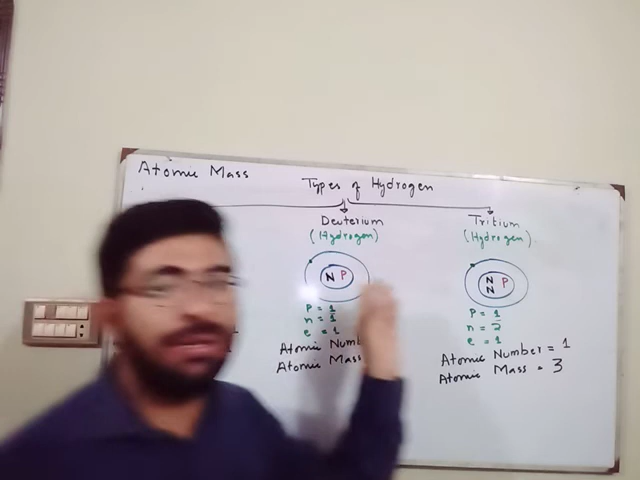 Atomic Mass
Types of Hydrogen
Deuterium
(Hydrogen)
N P
P = 1
n = 1
e = 1
Atomic Numb
Atomic Mass
Tritium
(Hydrogen)
N P
N
P = 1
n = 2
e = 1
Atomic Number = 1
Atomic Mass = 3